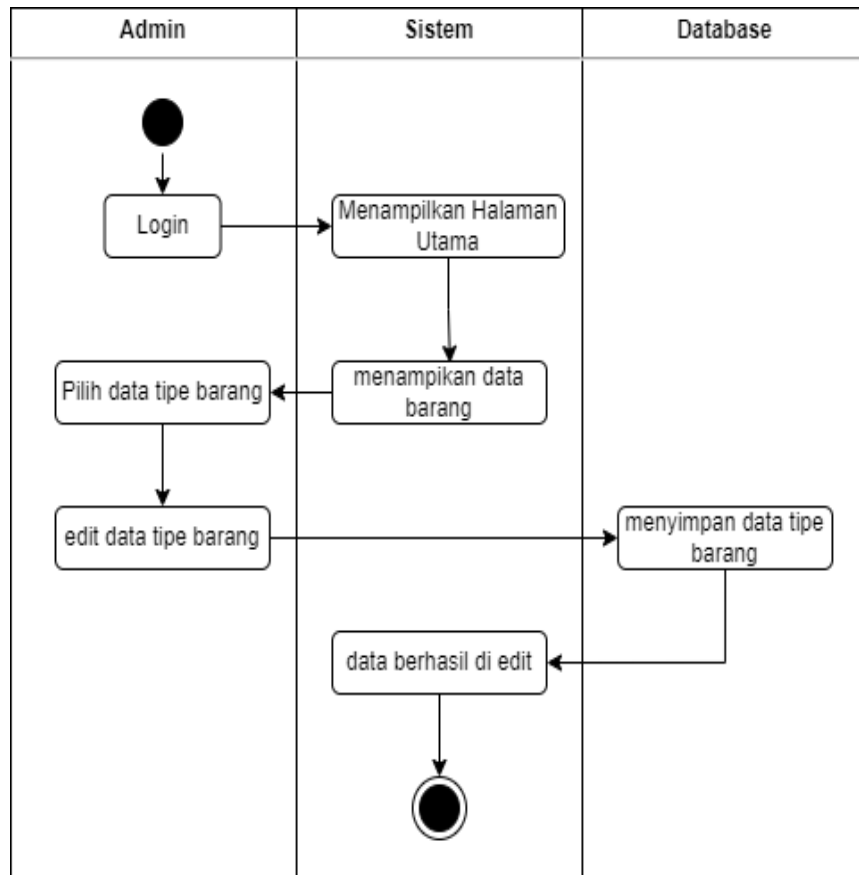 Admin
Sistem
Database
Login
Menampilkan Halaman
Utama
menampikan data
barang
Pilih data tipe barang
edit data tipe barang
menyimpan data tipe
barang
data berhasil di edit